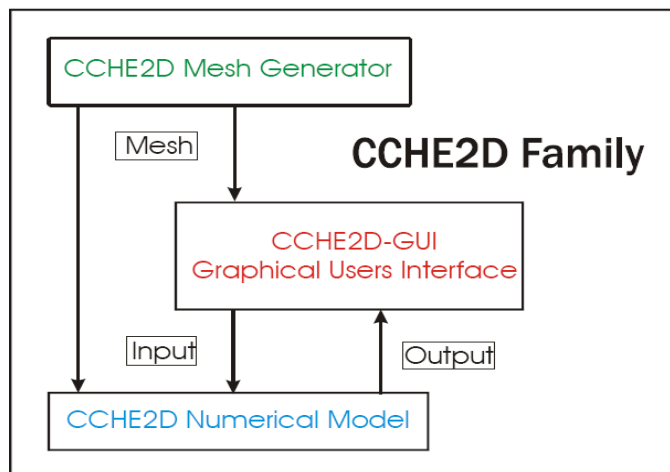 CCHE2D Mesh Generator
Mesh
CCHE2D Family
CCHE2D-GUI
Graphical Users Interface
Input
Output
CCHE2D Numerical Model